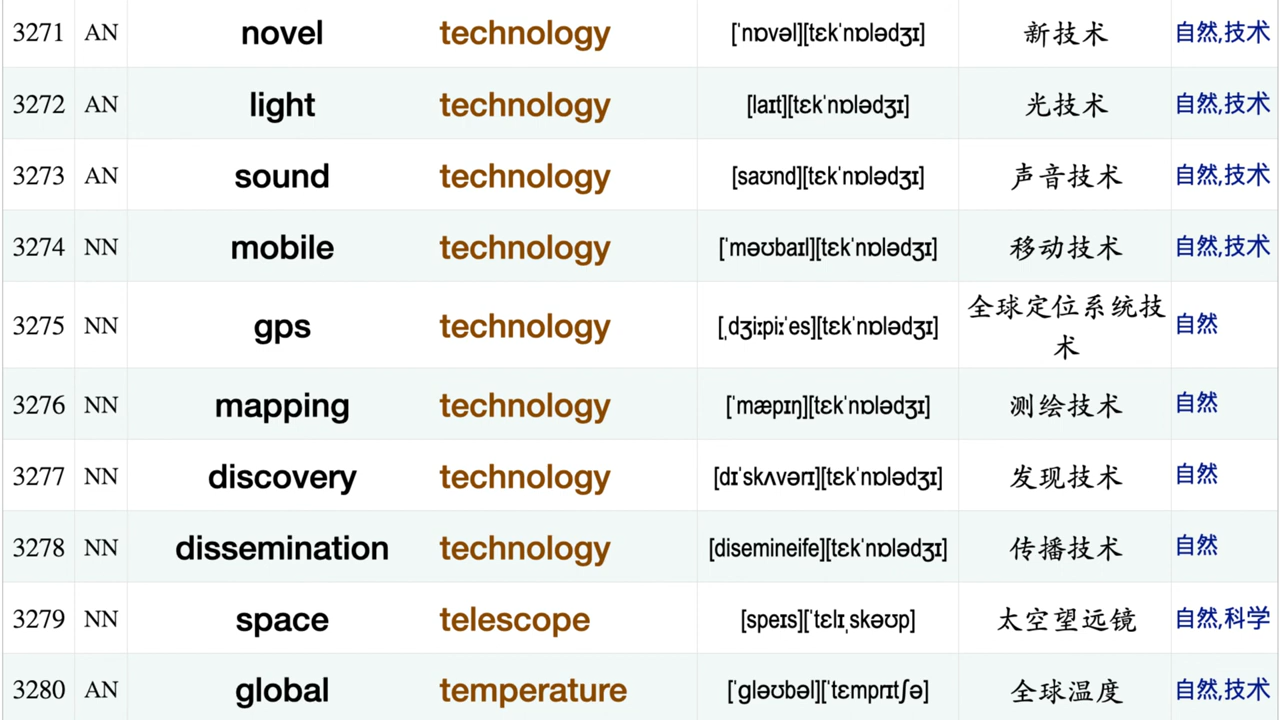 3271 AN novel technology [ˈnɒvəl][tɛkˈnɒlədʒɪ] 新技术 自然,技术
3272 AN light technology [laɪt][tɛkˈnɒlədʒɪ] 光技术 自然,技术
3273 AN sound technology [saʊnd][tɛkˈnɒlədʒɪ] 声音技术 自然,技术
3274 NN mobile technology [ˈməʊbaɪl][tɛkˈnɒlədʒɪ] 移动技术 自然,技术
3275 NN gps technology [ˌdʒiːpiːˈes][tɛkˈnɒlədʒɪ] 全球定位系统技
术 自然
3276 NN mapping technology [ˈmæpɪŋ][tɛkˈnɒlədʒɪ] 测绘技术 自然
3277 NN discovery technology [dɪˈskʌvərɪ][tɛkˈnɒlədʒɪ] 发现技术 自然
3278 NN dissemination technology [disemineife][tɛkˈnɒlədʒɪ] 传播技术 自然
3279 NN space telescope [speɪs][ˈtɛlɪˌskəʊp] 太空望远镜 自然,科学
3280 AN global temperature [ˈgləʊbəl][ˈtɛmprɪtʃə] 全球温度 自然,技术